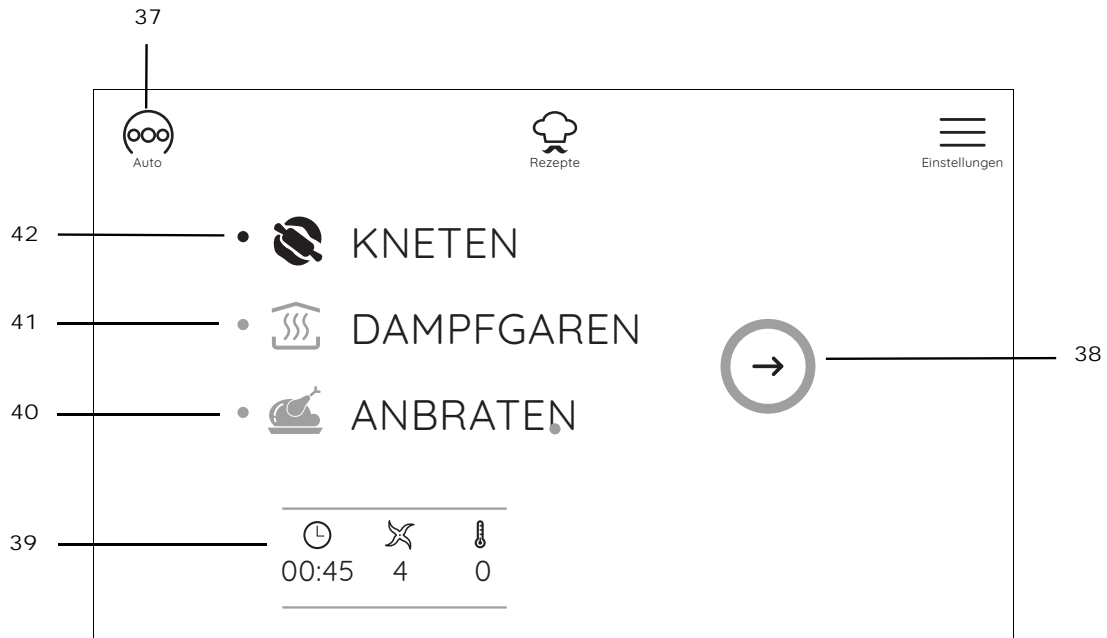 37
Auto
Rezepte
Einstellungen
42
KNETEN
41
DAMPFGAREN
38
40
ANBRATEN
39
00:45 4 0